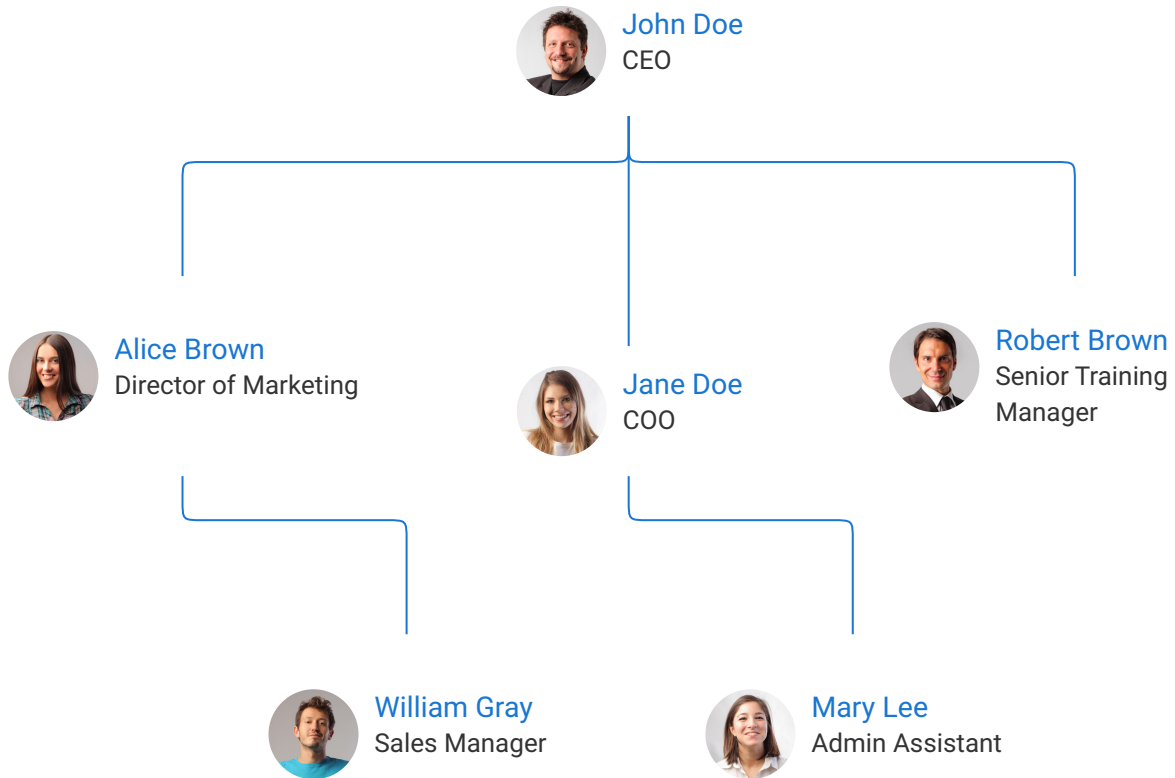 John Doe
CEO
Alice Brown
Director of Marketing
Jane Doe
COO
Robert Brown
Senior Training
Manager
William Gray
Sales Manager
Mary Lee
Admin Assistant